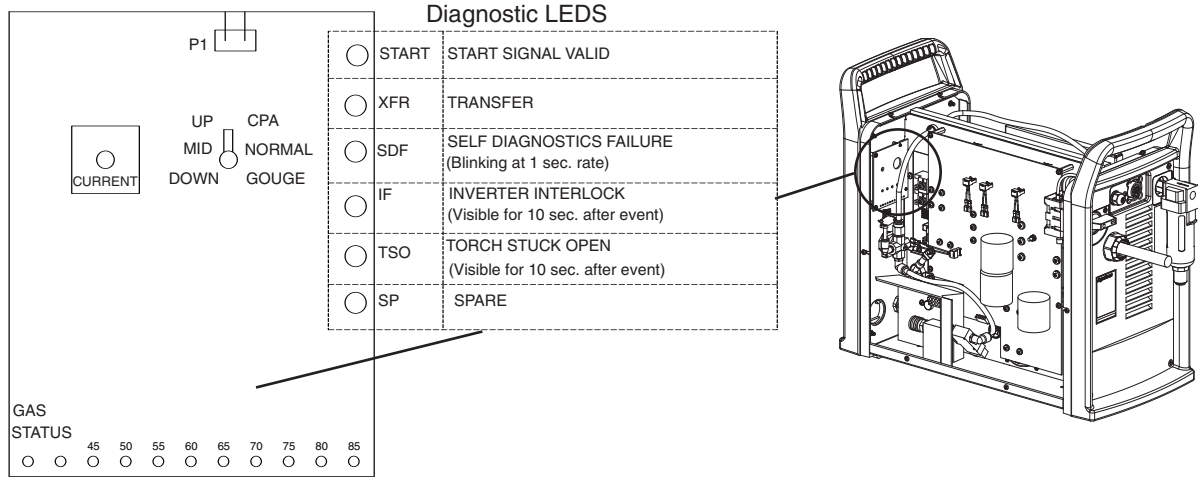 Diagnostic LEDS
P1
START START SIGNAL VALID
XFR TRANSFER
SDF SELF DIAGNOSTICS FAILURE
(Blinking at 1 sec. rate)
IF INVERTER INTERLOCK
(Visible for 10 sec. after event)
TSO TORCH STUCK OPEN
(Visible for 10 sec. after event)
SP SPARE
UP CPA
MID NORMAL
DOWN GOUGE
CURRENT
GAS
STATUS
45 50 55 60 65 70 75 80 85